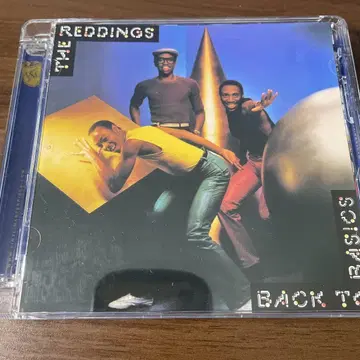 THE
REDDINGS
BACK TO
BASICS